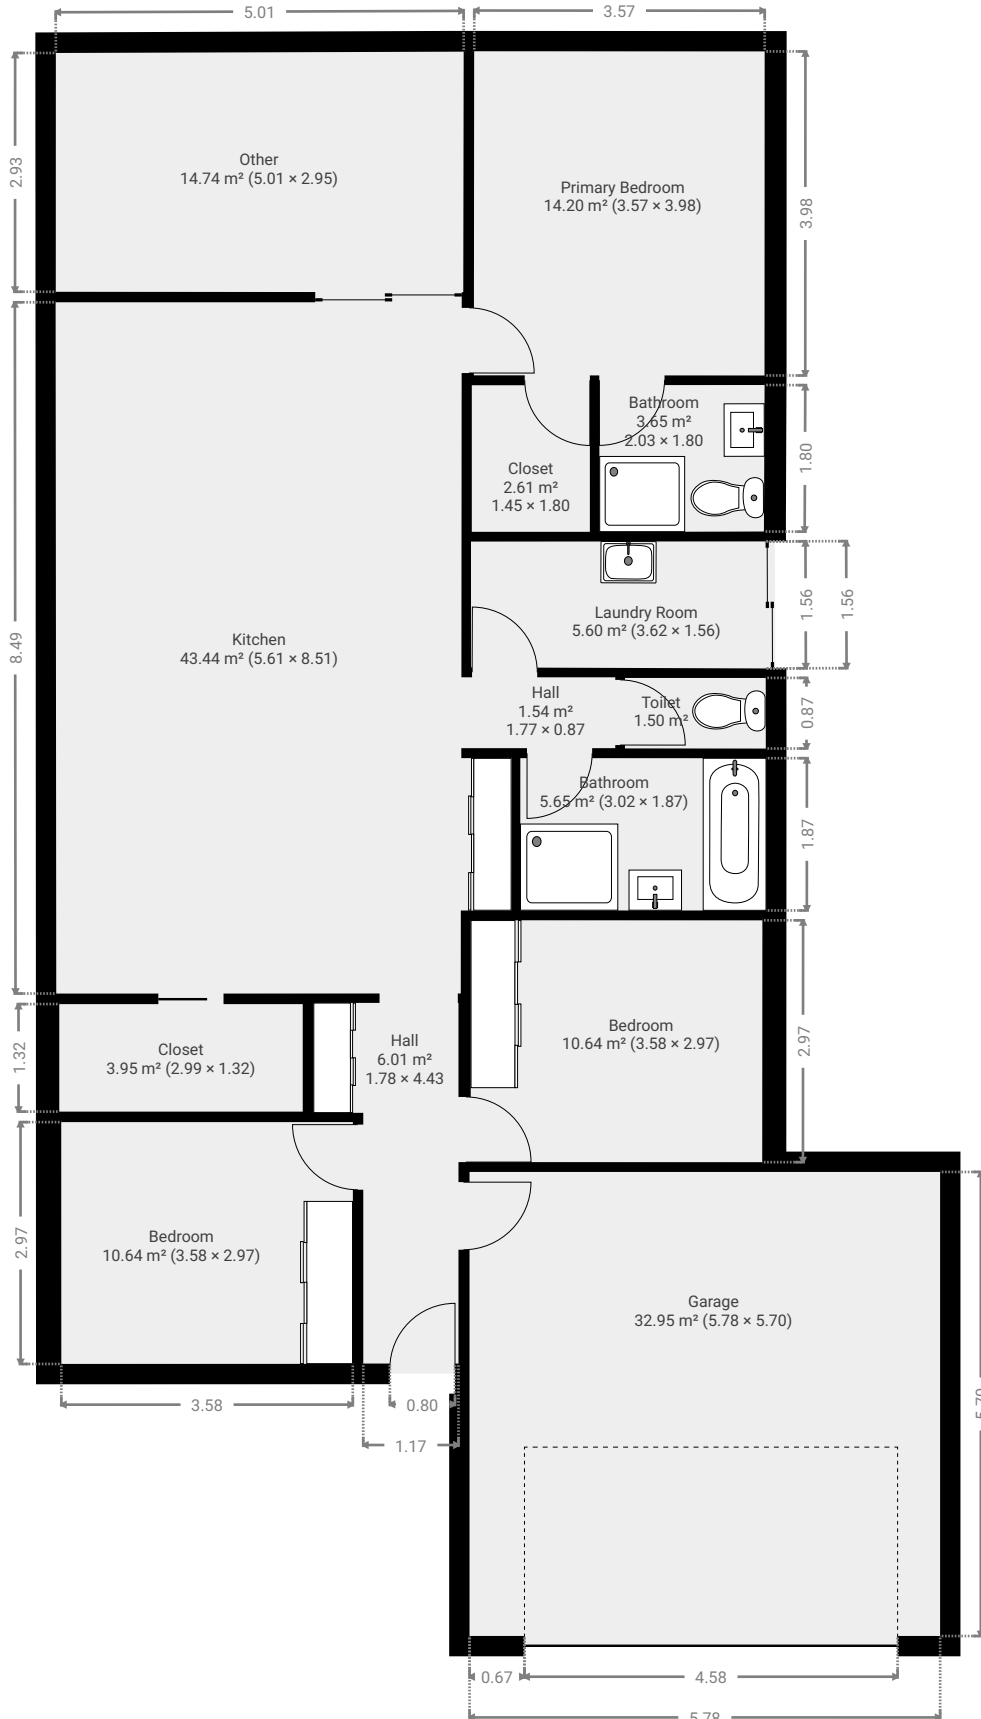 5.01
3.57
2.93
Other
14.74 m² (5.01 × 2.95)
Primary Bedroom
14.20 m² (3.57 × 3.98)
3.98
Bathroom
3.65 m²
2.03 × 1.80
1.80
Closet
2.61 m²
1.45 × 1.80
8.49
Kitchen
43.44 m² (5.61 × 8.51)
Laundry Room
5.60 m² (3.62 × 1.56)
1.56
1.56
Hall
1.54 m²
1.77 × 0.87
Toilet
1.50 m²
0.87
Bathroom
5.65 m² (3.02 × 1.87)
1.87
1.32
Closet
3.95 m² (2.99 × 1.32)
Hall
6.01 m²
1.78 × 4.43
Bedroom
10.64 m² (3.58 × 2.97)
2.97
2.97
Bedroom
10.64 m² (3.58 × 2.97)
Garage
32.95 m² (5.78 × 5.70)
3.58
0.80
1.17
0.67
4.58
5.78